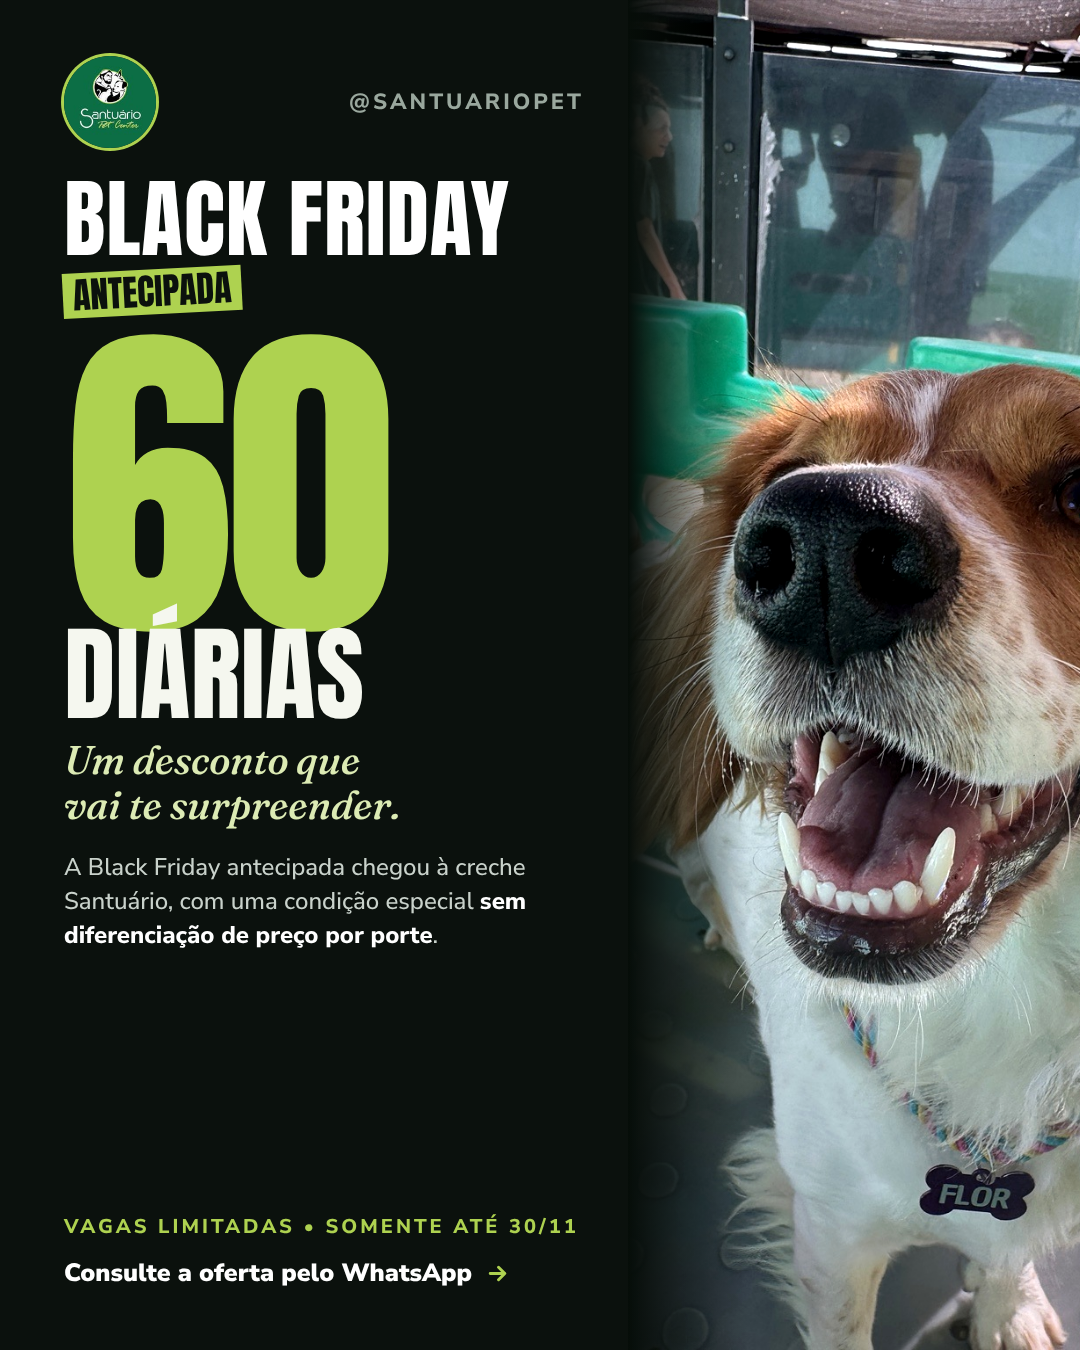 Santuário
Pet Center
@SANTUARIOPET
BLACK FRIDAY
ANTECIPADA
60
DIÁRIAS
Um desconto que
vai te surpreender.
A Black Friday antecipada chegou à creche
Santuário, com uma condição especial sem
diferenciação de preço por porte.
FLOR
VAGAS LIMITADAS • SOMENTE ATÉ 30/11
Consulte a oferta pelo WhatsApp →